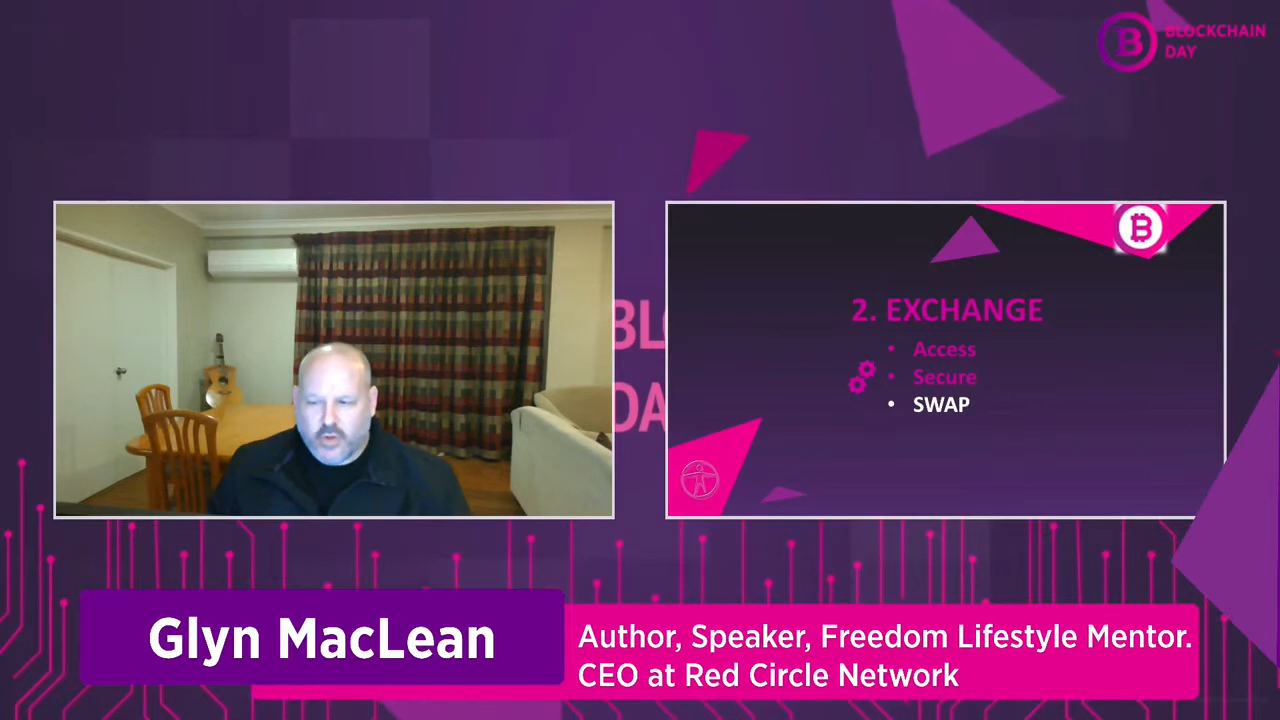 BLOCKCHAIN
DAY
2. EXCHANGE
• Access
• Secure
• SWAP
Glyn MacLean
Author, Speaker, Freedom Lifestyle Mentor.
CEO at Red Circle Network